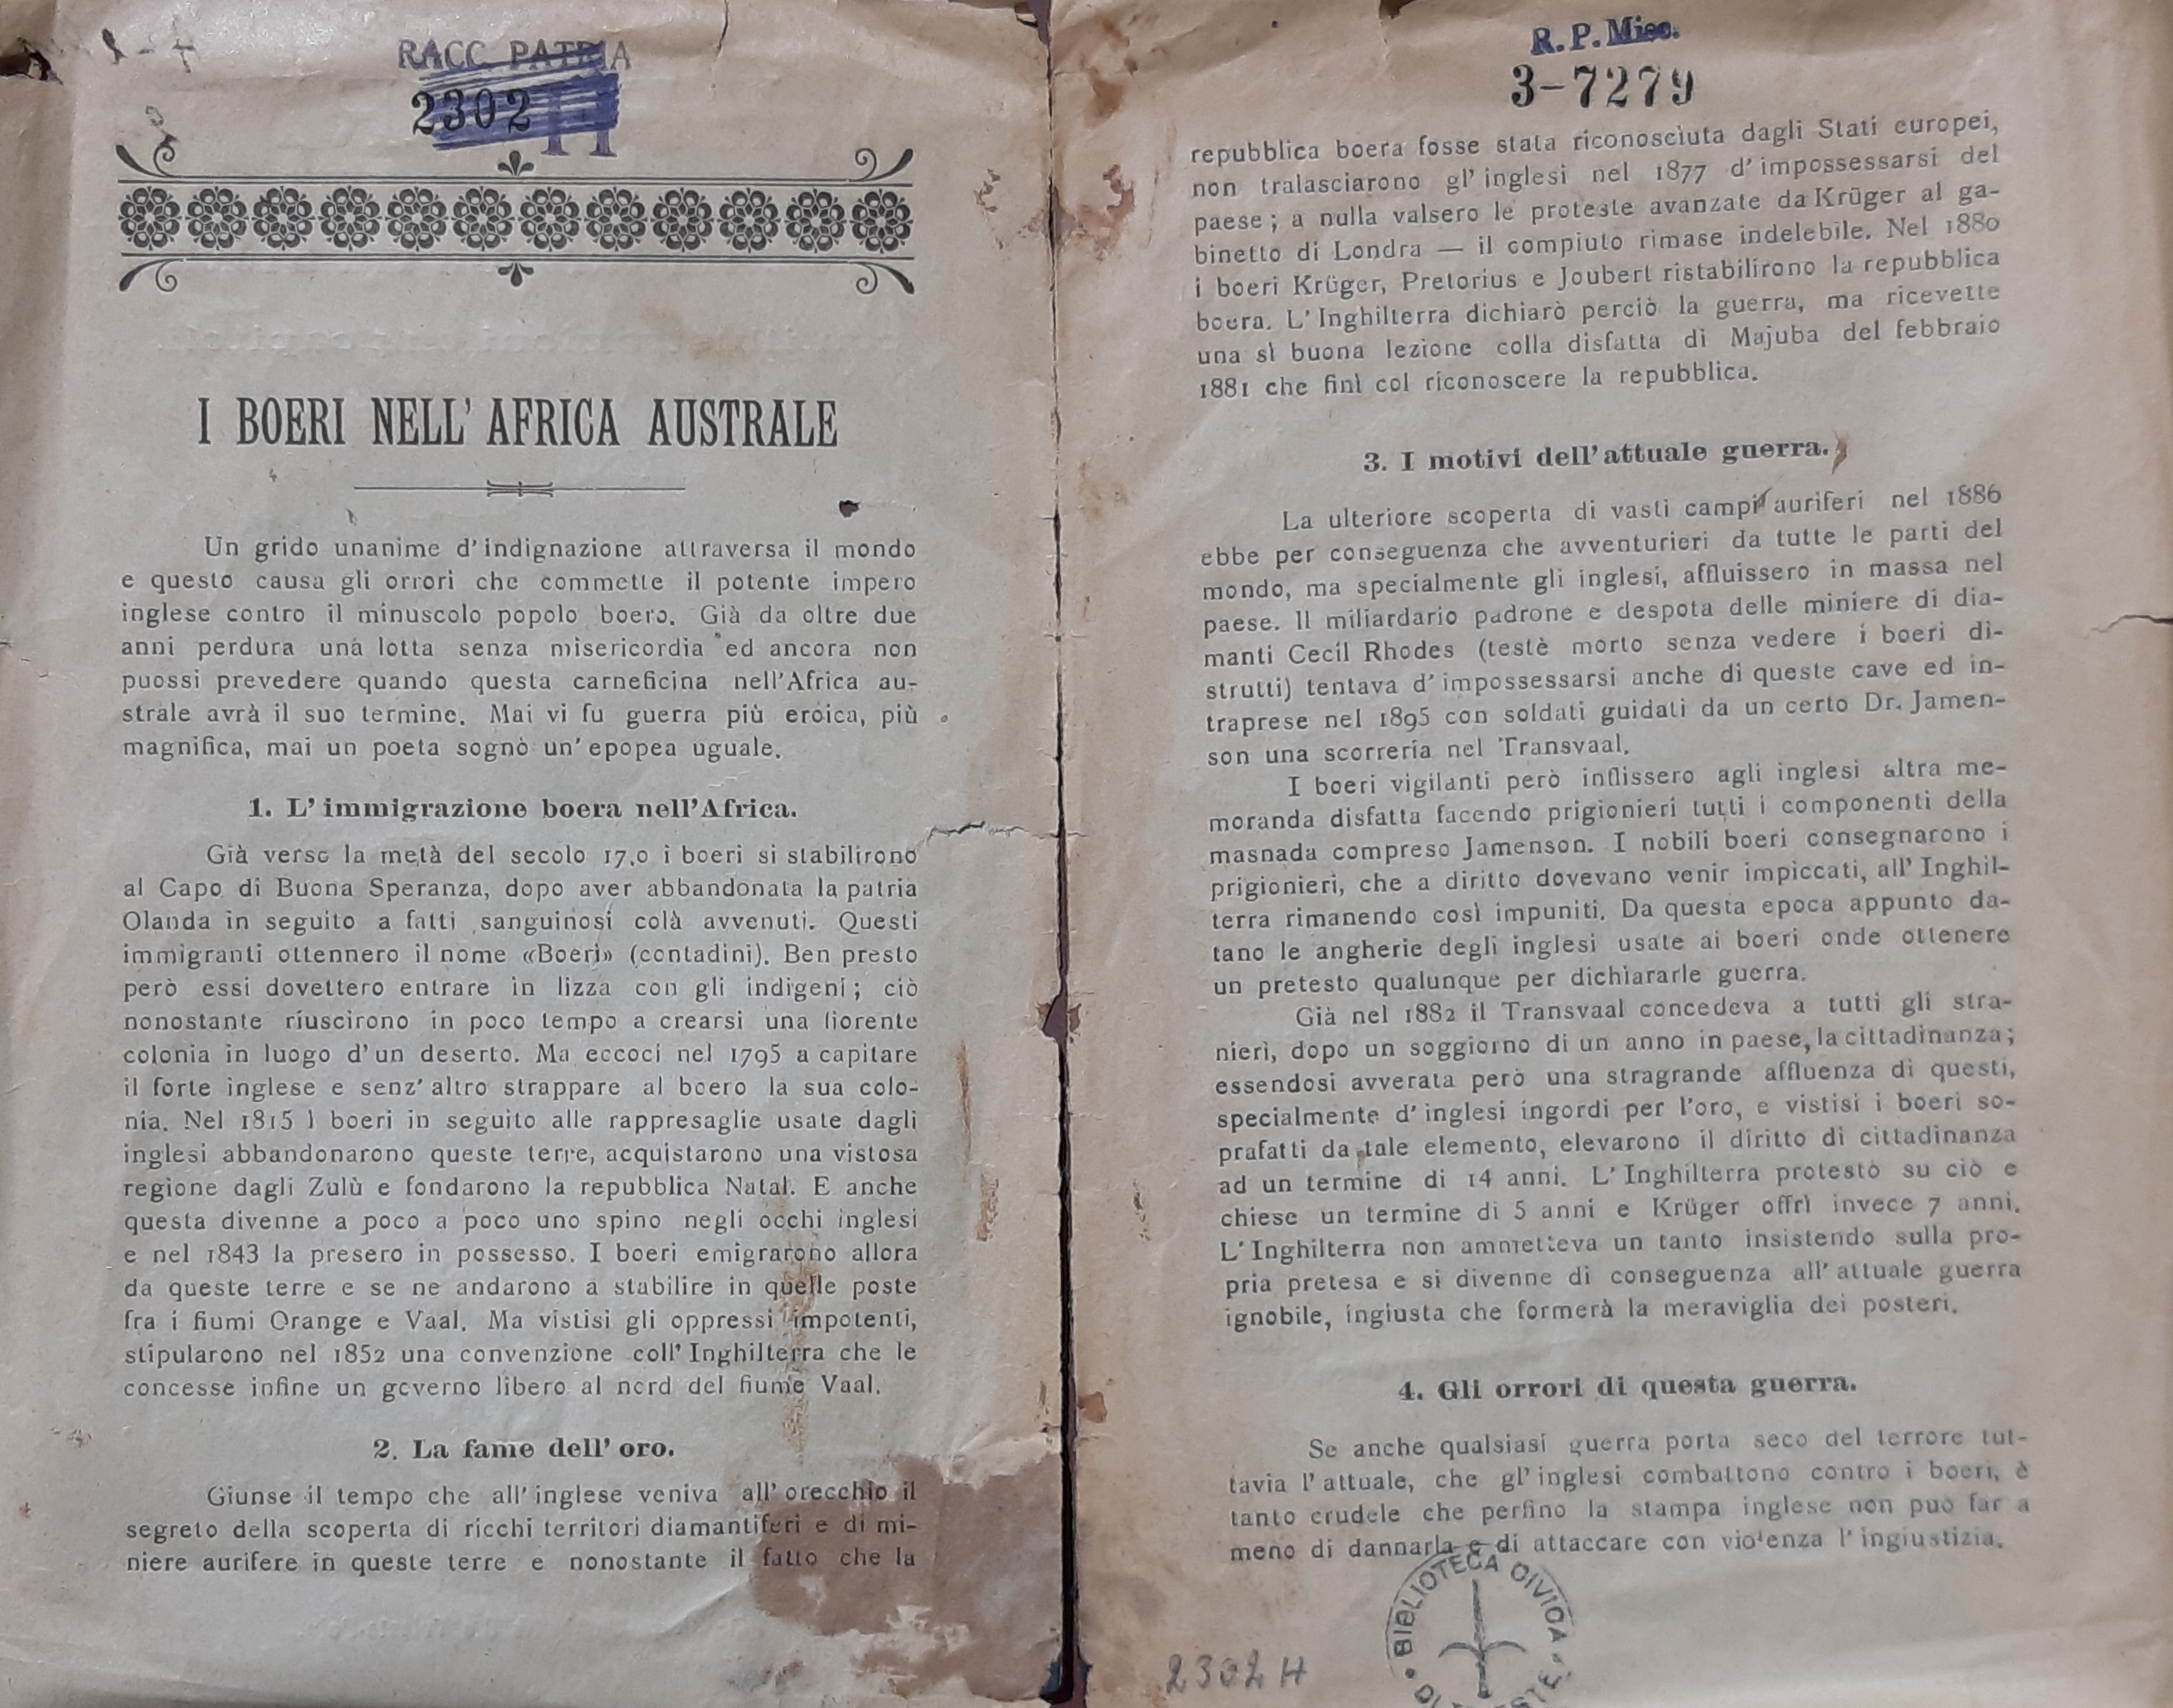 RACC. PATRIA
2302 H
I BOERI NELL' AFRICA AUSTRALE
Un grido unanime d'indignazione attraversa il mondo
e questo causa gli orrori che commette il potente impero
inglese contro il minuscolo popolo boero. Già da oltre due
anni perdura una lotta senza misericordia ed ancora non
puossi prevedere quando questa carneficina nell'Africa au-
strale avrà il suo termine. Mai vi fu guerra più eroica, più
magnifica, mai un poeta sognò un' epopea uguale.
1. L' immigrazione boera nell'Africa.
Già verso la metà del secolo 17.o i boeri si stabilirono
al Capo di Buona Speranza, dopo aver abbandonata la patria
Olanda in seguito a fatti sanguinosi colà avvenuti. Questi
immigranti ottennero il nome «Boeri» (contadini). Ben presto
però essi dovettero entrare in lizza con gli indigeni; ciò
nonostante riuscirono in poco tempo a crearsi una fiorente
colonia in luogo d'un deserto. Ma eccoci nel 1795 a capitare
il forte inglese e senz' altro strappare al boero la sua colo-
nia. Nel 1815 i boeri in seguito alle rappresaglie usate dagli
inglesi abbandonarono queste terre, acquistarono una vistosa
regione dagli Zulù e fondarono la repubblica Natal. E anche
questa divenne a poco a poco uno spino negli occhi inglesi
e nel 1843 la presero in possesso. I boeri emigrarono allora
da queste terre e se ne andarono a stabilire in quelle poste
fra i fiumi Orange e Vaal. Ma vistisi gli oppressi impotenti,
stipularono nel 1852 una convenzione coll' Inghilterra che le
concesse infine un governo libero al nord del fiume Vaal.
2. La fame dell' oro.
Giunse il tempo che all' inglese veniva all' orecchio il
segreto della scoperta di ricchi territori diamantiferi e di mi-
niere aurifere in queste terre e nonostante il fatto che la
R. P. Misc.
3-7279
repubblica boera fosse stata riconosciuta dagli Stati europei,
non tralasciarono gl' inglesi nel 1877 d' impossessarsi del
paese; a nulla valsero le proteste avanzate da Krüger al ga-
binetto di Londra — il compiuto rimase indelebile. Nel 1880
i boeri Krüger, Pretorius e Joubert ristabilirono la repubblica
boera. L' Inghilterra dichiarò perciò la guerra, ma ricevette
una sì buona lezione colla disfatta di Majuba del febbraio
1881 che finì col riconoscere la repubblica.
3. I motivi dell'attuale guerra.
La ulteriore scoperta di vasti campi auriferi nel 1886
ebbe per conseguenza che avventurieri da tutte le parti del
mondo, ma specialmente gli inglesi, affluissero in massa nel
paese. Il miliardario padrone e despota delle miniere di dia-
manti Cecil Rhodes (testè morto senza vedere i boeri di-
strutti) tentava d' impossessarsi anche di queste cave ed in-
traprese nel 1895 con soldati guidati da un certo Dr. Jamen-
son una scorreria nel Transvaal.
I boeri vigilanti però inflissero agli inglesi altra me-
moranda disfatta facendo prigionieri tutti i componenti della
masnada compreso Jamenson. I nobili boeri consegnarono i
prigionieri, che a diritto dovevano venir impiccati, all' Inghil-
terra rimanendo così impuniti. Da questa epoca appunto da-
tano le angherie degli inglesi usate ai boeri onde ottenere
un pretesto qualunque per dichiararle guerra.
Già nel 1882 il Transvaal concedeva a tutti gli stra-
nieri, dopo un soggiorno di un anno in paese, la cittadinanza;
essendosi avverata però una stragrande affluenza di questi,
specialmente d' inglesi ingordi per l'oro, e vistisi i boeri so-
prafatti da tale elemento, elevarono il diritto di cittadinanza
ad un termine di 14 anni. L' Inghilterra protestò su ciò e
chiese un termine di 5 anni e Krüger offrì invece 7 anni.
L' Inghilterra non ammetteva un tanto insistendo sulla pro-
pria pretesa e si divenne di conseguenza all' attuale guerra
ignobile, ingiusta che formerà la meraviglia dei posteri.
4. Gli orrori di questa guerra.
Se anche qualsiasi guerra porta seco del terrore tut-
tavia l' attuale, che gl' inglesi combattono contro i boeri, è
tanto crudele che perfino la stampa inglese non può far a
meno di dannarla e di attaccare con violenza l' ingiustizia.
BIBLIOTECA CIVICA
2302 H